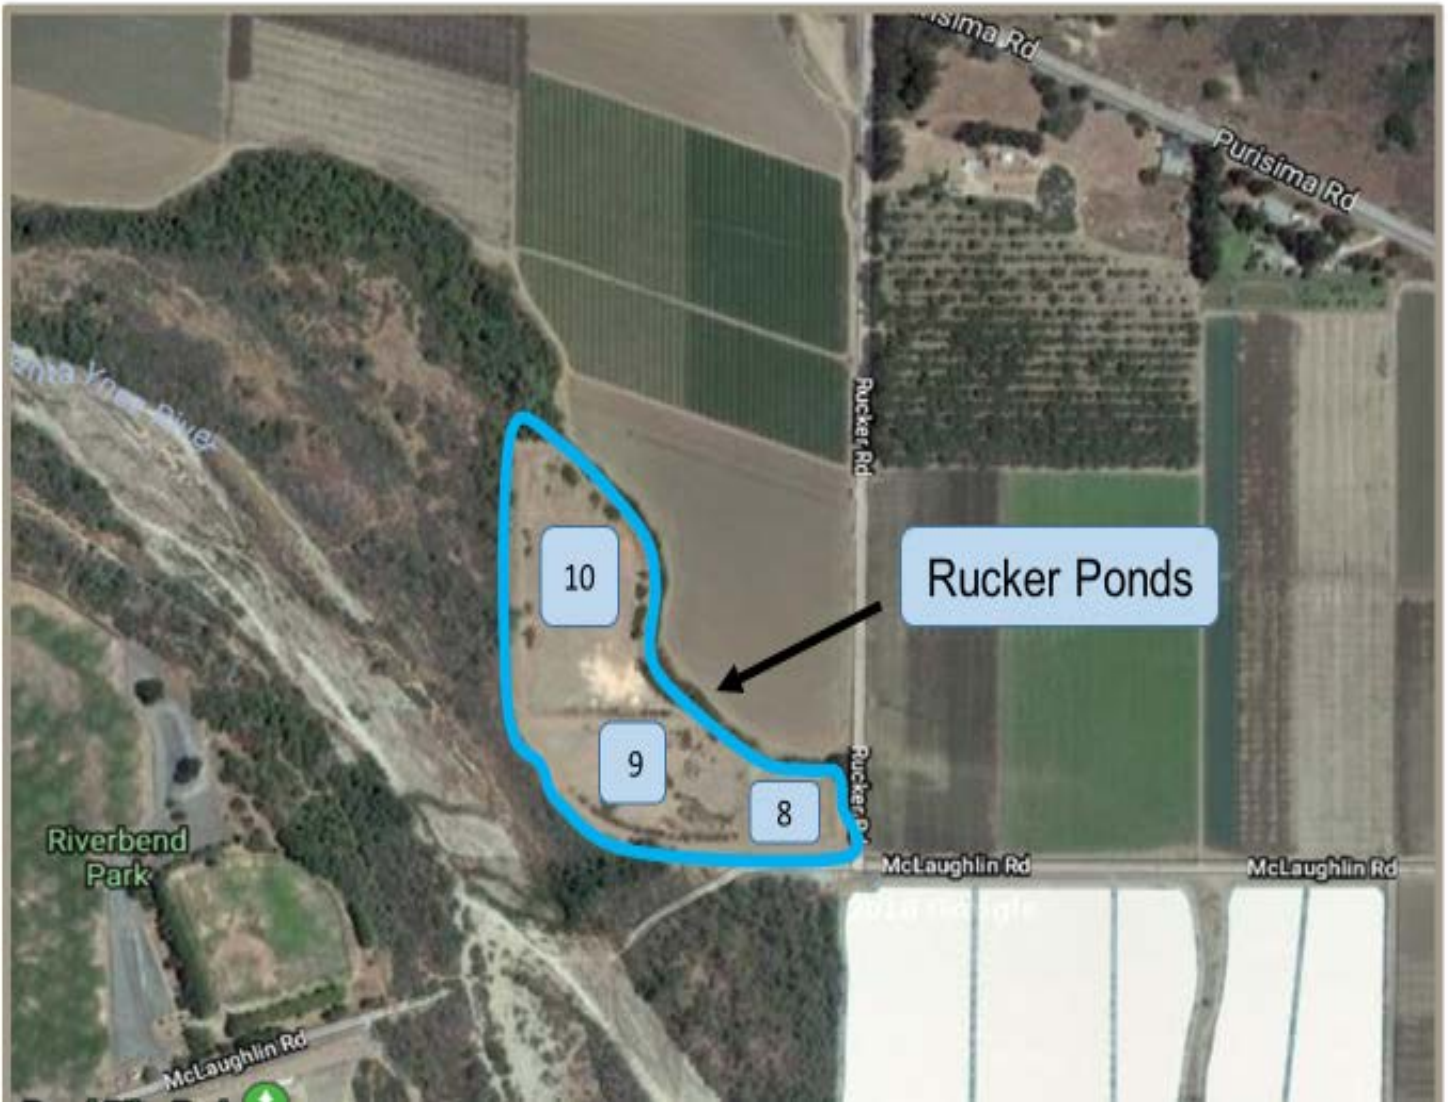 Purisima Rd
Rucker Rd
10
Rucker Ponds
9
8
Rucker Rd
Riverbend
Park
McLaughlin Rd
McLaughlin Rd
McLaughlin Rd